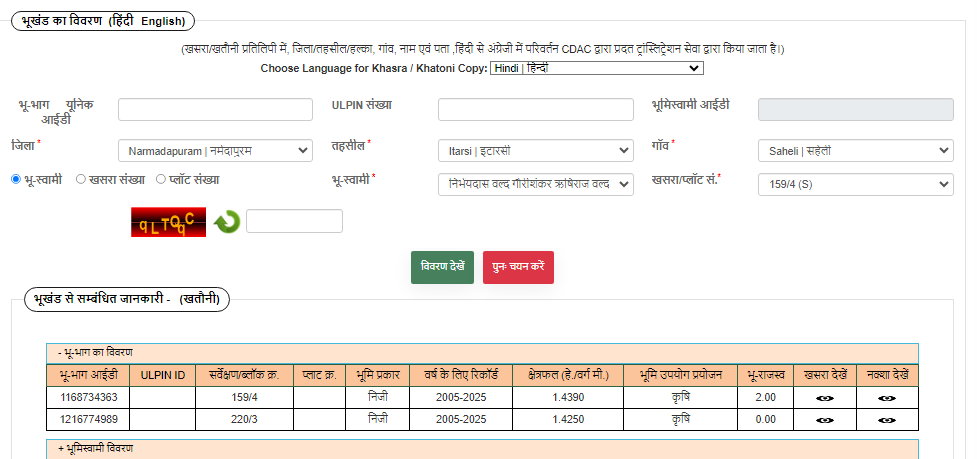 भूखंड का विवरण (हिंदी English)
(खसरा/खतौनी प्रतिलिपी में, जिला/तहसील/हल्का, गांव, नाम एवं पता ,हिंदी से अंग्रेजी में परिवर्तन CDAC द्वारा प्रदत ट्रांस्लिट्रेशन सेवा द्वारा किया जाता है।)
Choose Language for Khasra / Khatoni Copy: Hindi | हिन्दी
भू-भाग यूनिक आईडी ULPIN संख्या भूमिस्वामी आईडी
जिला * Narmadapuram | नर्मदापुरम तहसील * Itarsi | इटारसी गाँव * Saheli | सहेली
भू-स्वामी खसरा संख्या प्लॉट संख्या भू-स्वामी * निर्भयदास वल्द गौरीशंकर ऋषिराज वल्द खसरा/प्लॉट सं.* 159/4 (S)
qLTQqC
विवरण देखें पुनः चयन करें
भूखंड से सम्बंधित जानकारी - (खतौनी)
- भू-भाग का विवरण
भू-भाग आईडी ULPIN ID सर्वेक्षण/ब्लॉक क्र. प्लाट क्र. भूमि प्रकार वर्ष के लिए रिकॉर्ड क्षेत्रफल (हे./वर्ग मी.) भूमि उपयोग प्रयोजन भू-राजस्व खसरा देखें नक्शा देखें
1168734363 159/4 निजी 2005-2025 1.4390 कृषि 2.00
1216774989 220/3 निजी 2005-2025 1.4250 कृषि 0.00
+ भूमिस्वामी विवरण